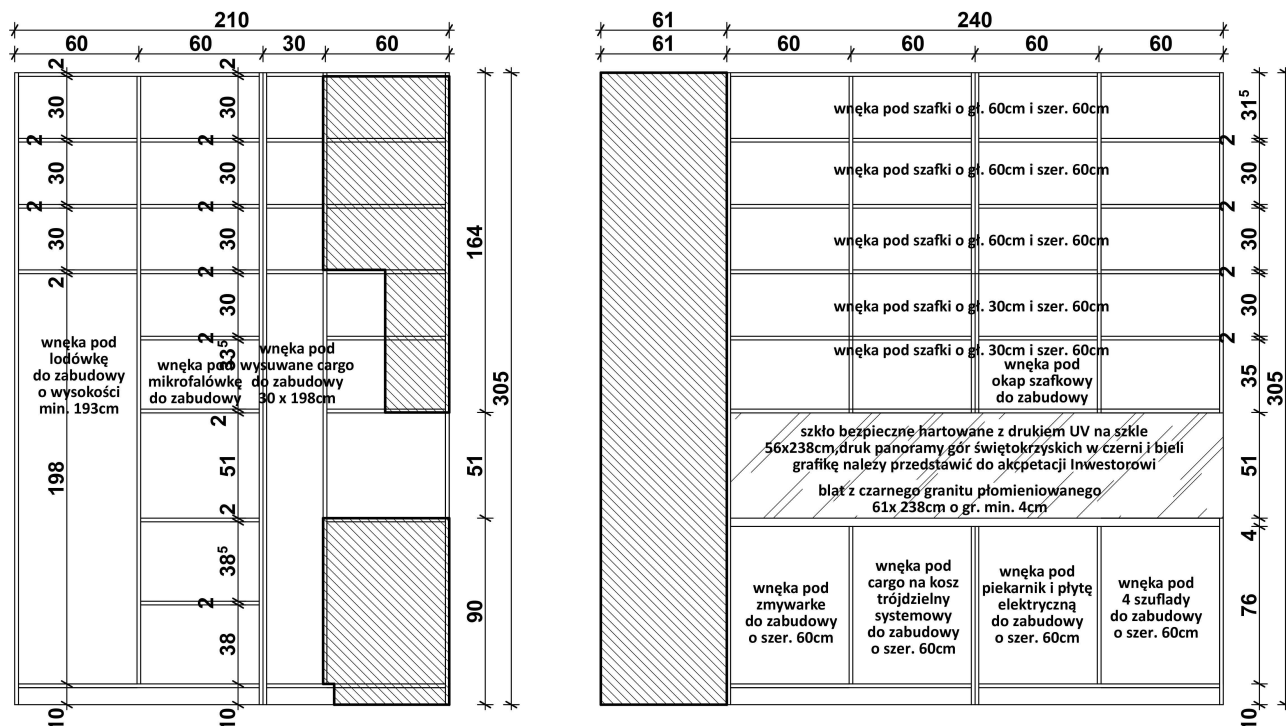 210
60 60 30 60
2 2
30 30
2 2
30 30
2 2
30 30
2 2
30
2
33⁵
2
51
2
38⁵
2
38
198
10 10
164
51
90
305
wnęka pod
lodówkę
do zabudowy
o wysokości
min. 193cm
wnęka pod
mikrofalówkę
do zabudowy
wnęka pod
wysuwane cargo
do zabudowy
30 x 198cm
61 240
61 60 60 60 60
wnęka pod szafki o gł. 60cm i szer. 60cm
wnęka pod szafki o gł. 60cm i szer. 60cm
wnęka pod szafki o gł. 60cm i szer. 60cm
wnęka pod szafki o gł. 30cm i szer. 60cm
wnęka pod szafki o gł. 30cm i szer. 60cm
wnęka pod
okap szafkowy
do zabudowy
szkło bezpieczne hartowane z drukiem UV na szkle
56x238cm,druk panoramy gór świętokrzyskich w czerni i bieli
grafikę nalezy przedstawić do akcpetacji Inwestorowi
blat z czarnego granitu płomieniowanego
61x 238cm o gr. min. 4cm
wnęka pod
zmywarke
do zabudowy
o szer. 60cm
wnęka pod
cargo na kosz
trójdzielny
systemowy
do zabudowy
o szer. 60cm
wnęka pod
piekarnik i płytę
elektryczną
do zabudowy
o szer. 60cm
wnęka pod
4 szuflady
do zabudowy
o szer. 60cm
31⁵
2
30
2
30
2
30
2
35
51
4
76
10
305